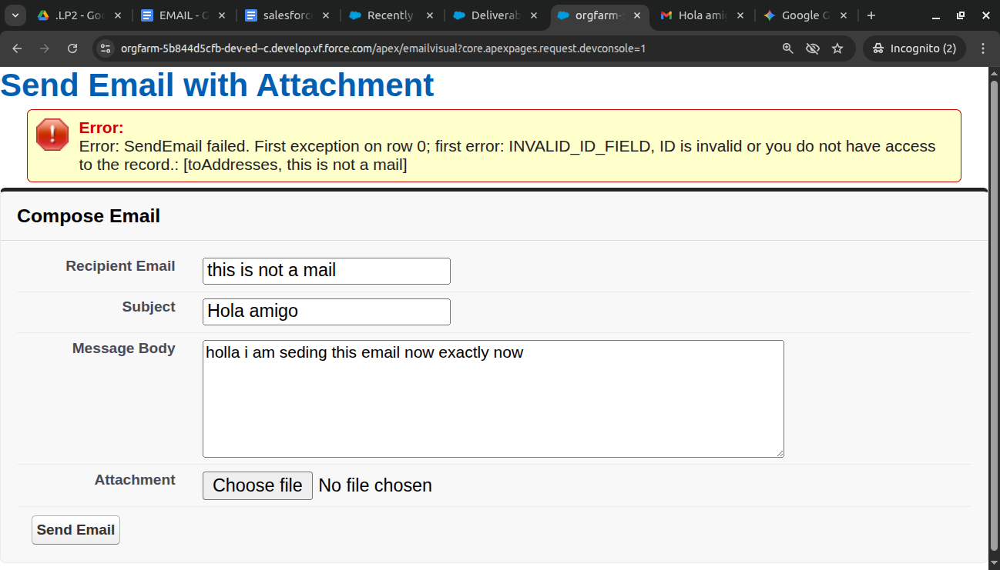 .LP2 - Goo
EMAIL - G
salesforc
Recently
Deliverab
orgfarm-
Hola ami
Google G
orgfarm-5b844d5cfb-dev-ed--c.develop.vf.force.com/apex/emailvisual?core.apexpages.request.devconsole=1
Incognito (2)
Send Email with Attachment
Error:
Error: SendEmail failed. First exception on row 0; first error: INVALID_ID_FIELD, ID is invalid or you do not have access
to the record.: [toAddresses, this is not a mail]
Compose Email
Recipient Email this is not a mail
Subject Hola amigo
Message Body holla i am seding this email now exactly now
Attachment Choose file No file chosen
Send Email